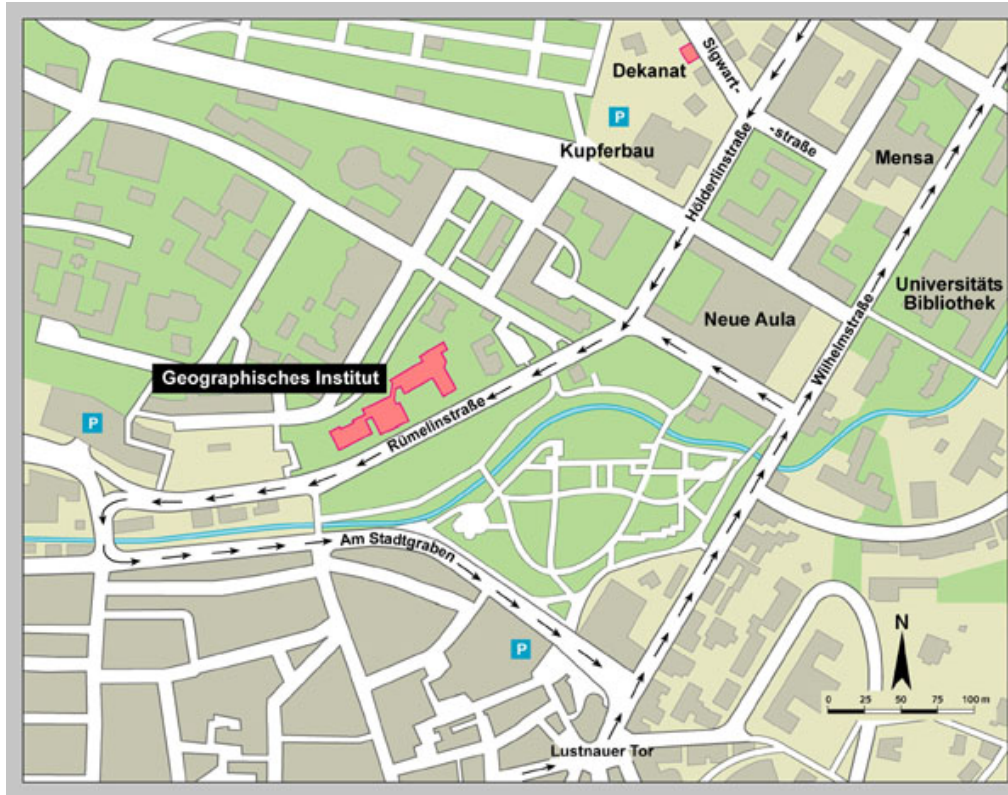 Sigwart-
Dekanat
P
-straße
Kupferbau
Mensa
Hölderlinstraße
Universitäts
Bibliothek
Neue Aula
Wilhelmstraße
Geographisches Institut
P
Rümelinstraße
Am Stadtgraben
N
P
0 25 50 75 100 m
Lustnauer Tor